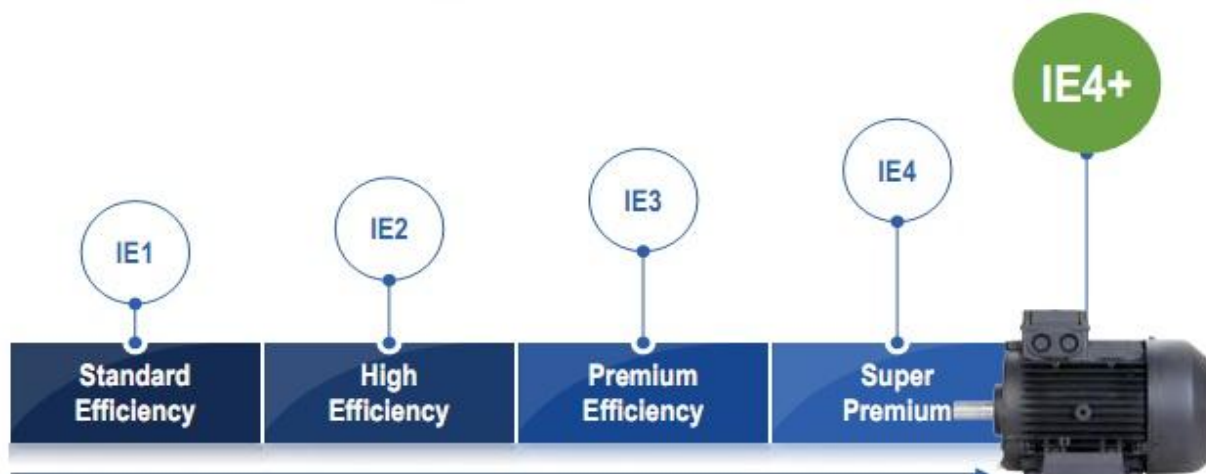 IE1
IE2
IE3
IE4
IE4+
Standard
Efficiency
High
Efficiency
Premium
Efficiency
Super
Premium